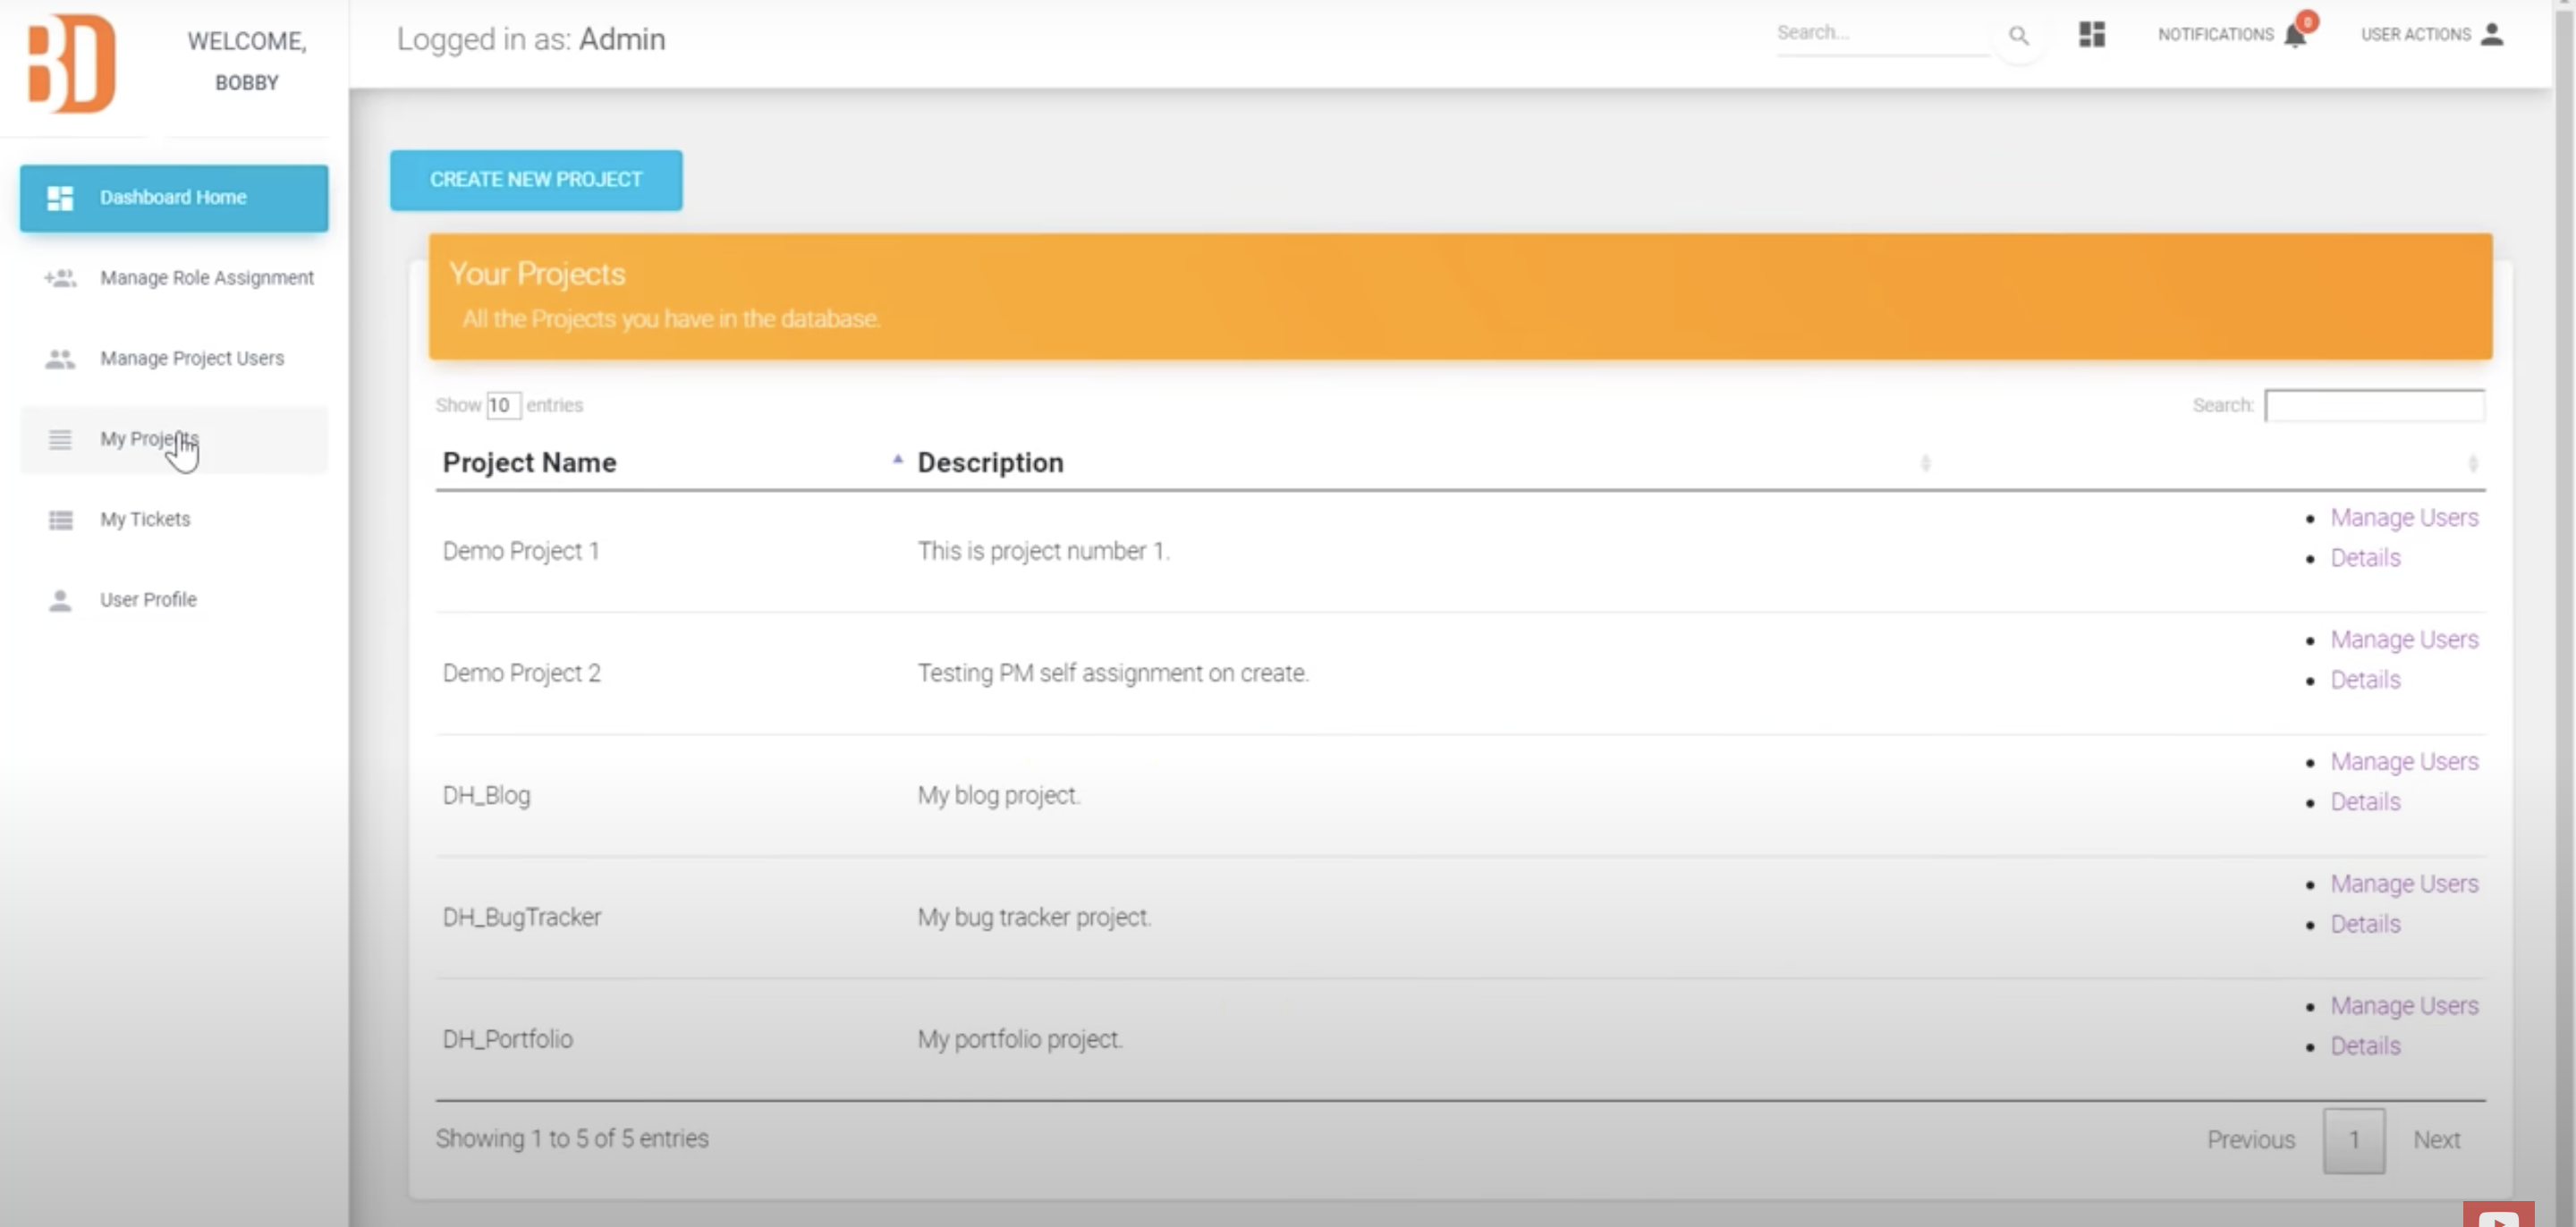 BD
WELCOME,
BOBBY
Logged in as: Admin
Search...
NOTIFICATIONS
0
USER ACTIONS
Dashboard Home
Manage Role Assignment
Manage Project Users
My Projects
My Tickets
User Profile
CREATE NEW PROJECT
Your Projects
All the Projects you have in the database.
Show 10 entries
Search:
Project Name Description
Demo Project 1 This is project number 1.
Manage Users
Details
Demo Project 2 Testing PM self assignment on create.
Manage Users
Details
DH_Blog My blog project.
Manage Users
Details
DH_BugTracker My bug tracker project.
Manage Users
Details
DH_Portfolio My portfolio project.
Manage Users
Details
Showing 1 to 5 of 5 entries
Previous 1 Next